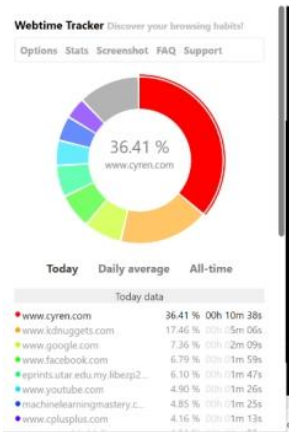 Webtime Tracker Discover your browsing habits!
Options Stats Screenshot FAQ Support
36.41 %
www.cyren.com
Today Daily average All-time
Today data
www.cyren.com 36.41 % 00h 10m 38s
www.kdnuggets.com 17.46 % 00h 05m 06s
www.google.com 7.36 % 00h 02m 09s
www.facebook.com 6.79 % 00h 01m 59s
eprints.utar.edu.my.libezp2... 6.10 % 00h 01m 47s
www.youtube.com 4.90 % 00h 01m 26s
machinelearningmastery.c... 4.85 % 00h 01m 25s
www.cplusplus.com 4.16 % 00h 01m 13s